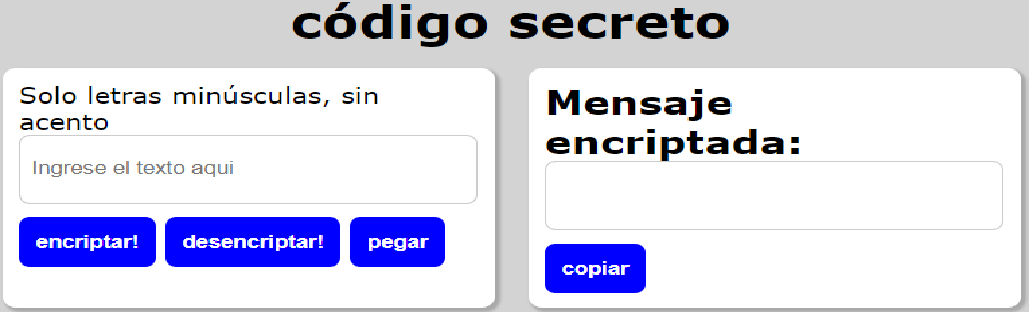 código secreto
Solo letras minúsculas, sin
acento
Ingrese el texto aqui
encriptar! desencriptar! pegar
Mensaje
encriptada:
copiar